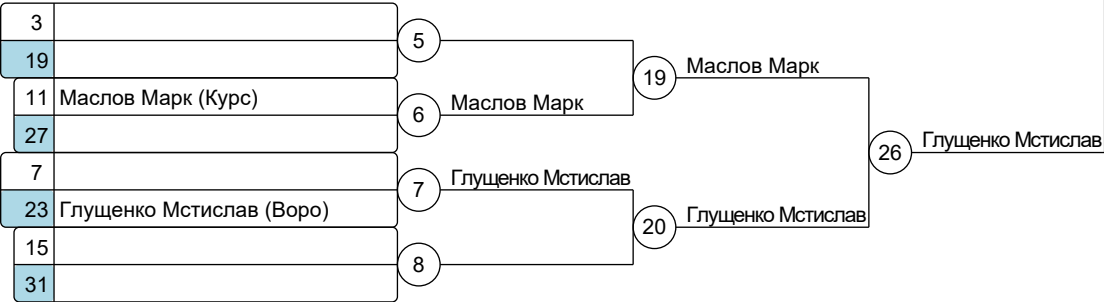 3
5
19
19 Маслов Марк
11 Маслов Марк (Курс)
6 Маслов Марк
27
26 Глущенко Мстислав
7
7 Глущенко Мстислав
23 Глущенко Мстислав (Воро)
20 Глущенко Мстислав
15
8
31